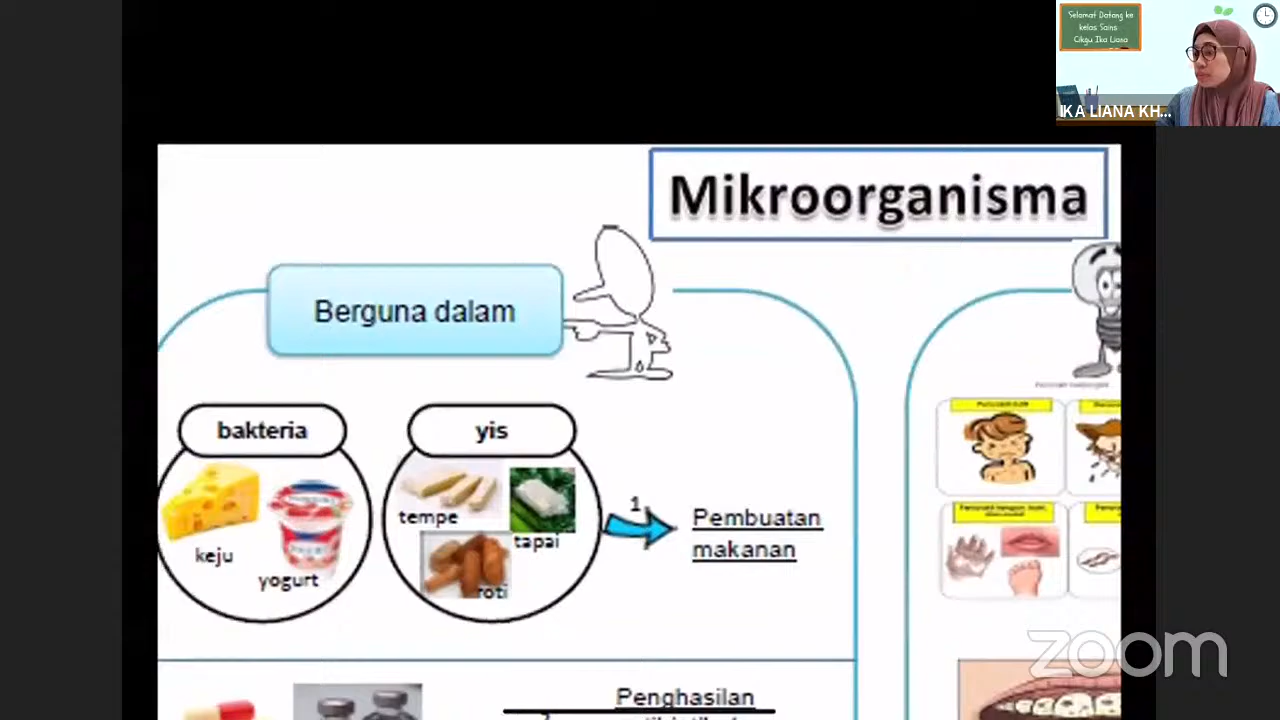 Selamat Datang ke
kelas Sains
Cikgu Ika Liana
IKA LIANA KH...
Mikroorganisma
Berguna dalam
bakteria
yis
keju
yogurt
tempe
tapai
roti
1
Pembuatan
makanan
Penghasilan
zoom